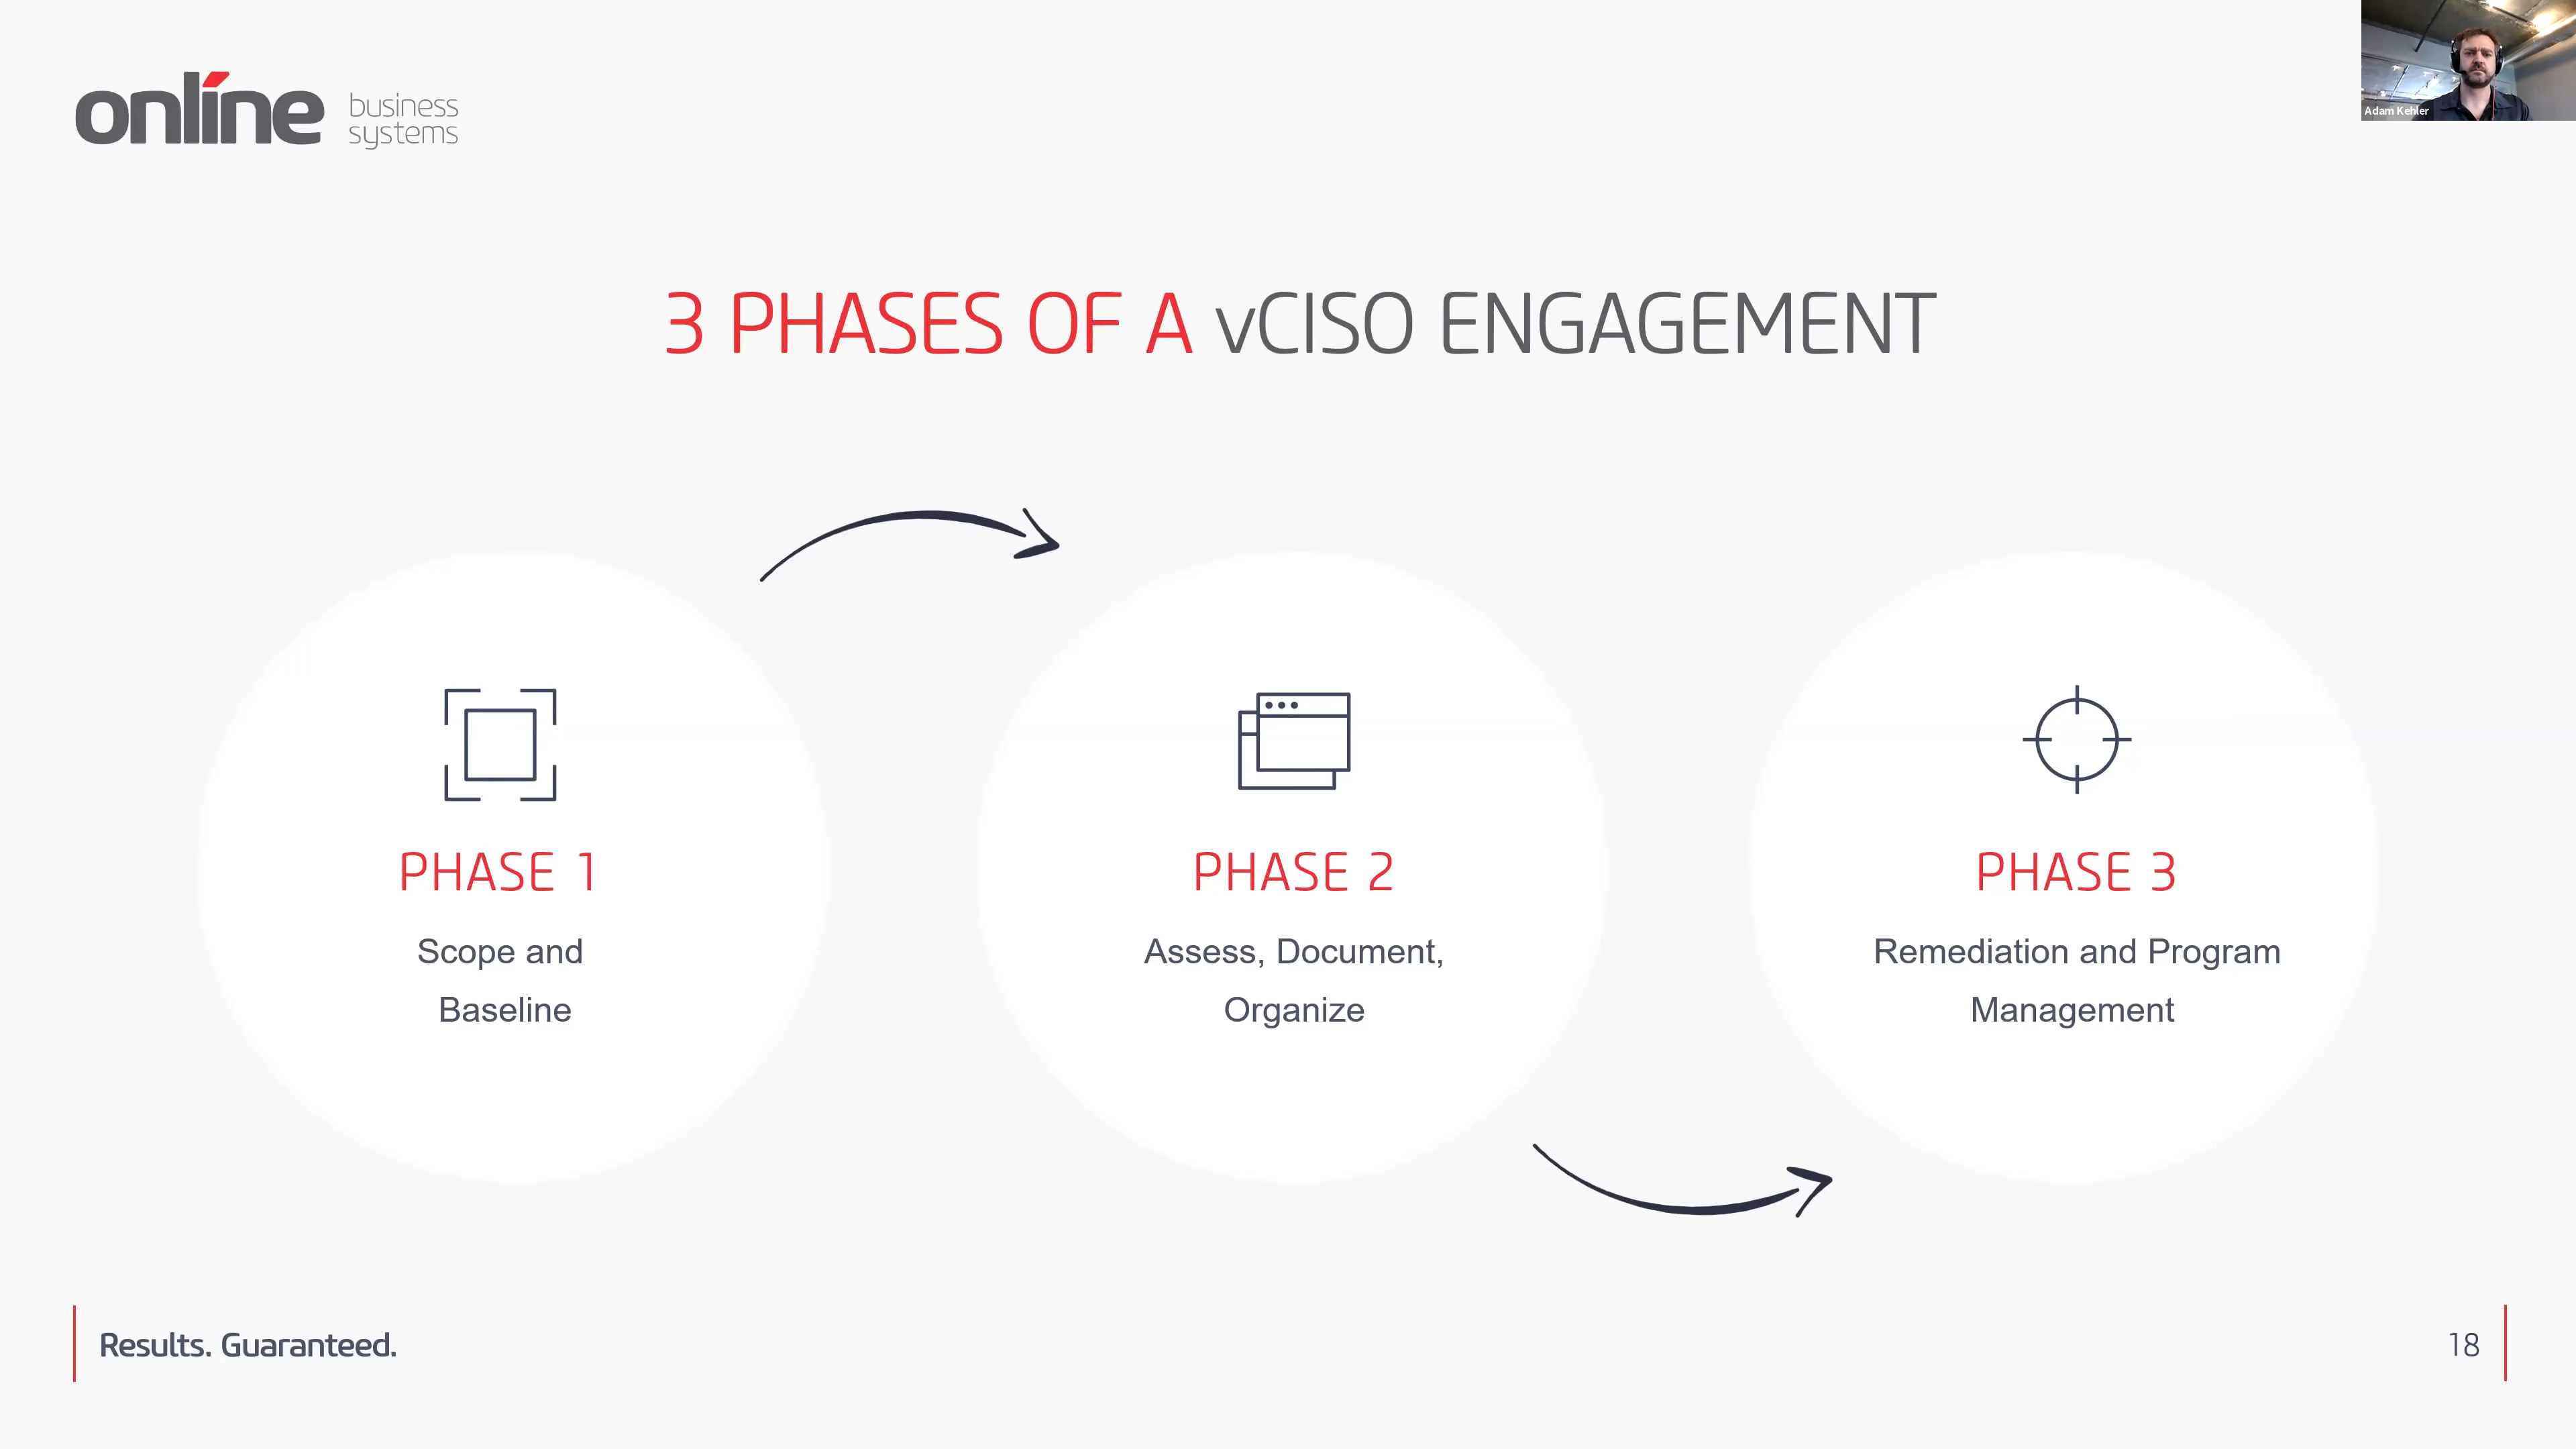 online business systems
Adam Kehler
3 PHASES OF A vCISO ENGAGEMENT
PHASE 1
Scope and
Baseline
PHASE 2
Assess, Document,
Organize
PHASE 3
Remediation and Program
Management
Results. Guaranteed.
18